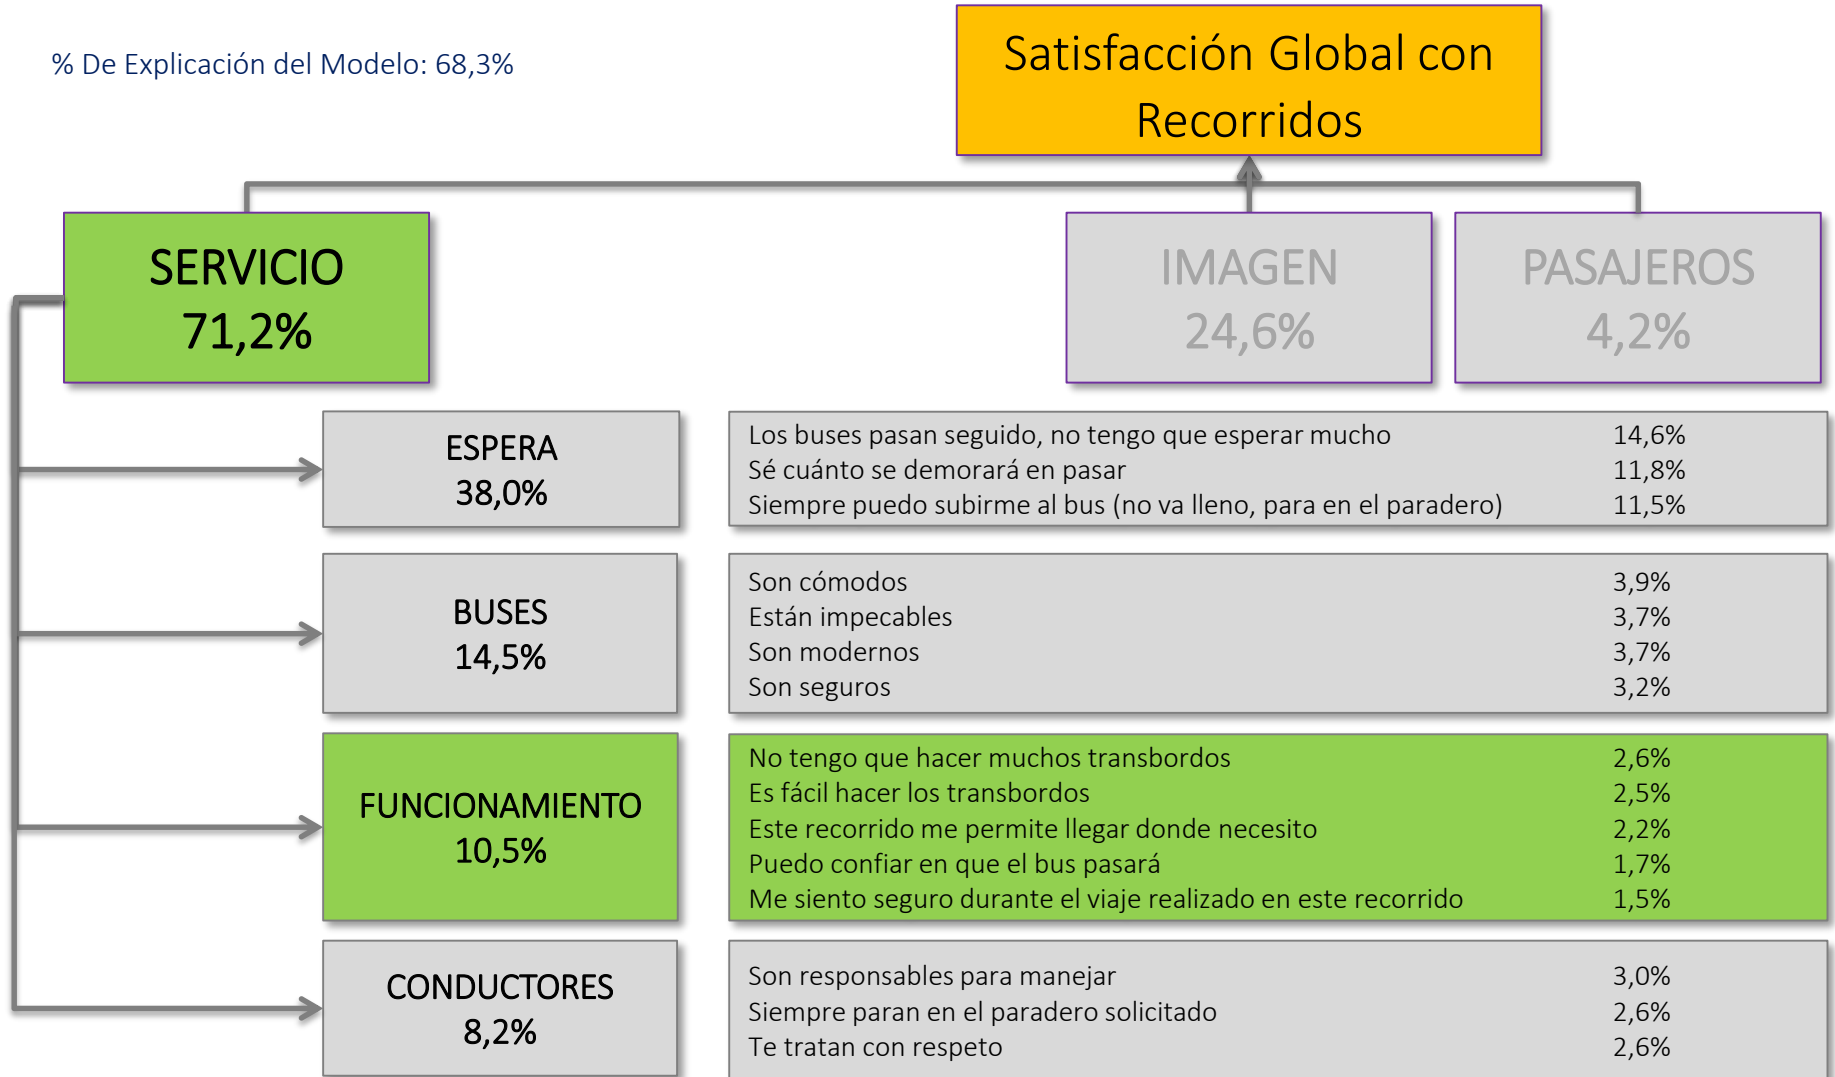 % De Explicación del Modelo: 68,3%
Satisfacción Global con
Recorridos
SERVICIO
71,2%
IMAGEN
24,6%
PASAJEROS
4,2%
ESPERA
38,0%
Los buses pasan seguido, no tengo que esperar mucho 14,6%
Sé cuánto se demorará en pasar 11,8%
Siempre puedo subirme al bus (no va lleno, para en el paradero) 11,5%
BUSES
14,5%
Son cómodos 3,9%
Están impecables 3,7%
Son modernos 3,7%
Son seguros 3,2%
FUNCIONAMIENTO
10,5%
No tengo que hacer muchos transbordos 2,6%
Es fácil hacer los transbordos 2,5%
Este recorrido me permite llegar donde necesito 2,2%
Puedo confiar en que el bus pasará 1,7%
Me siento seguro durante el viaje realizado en este recorrido 1,5%
CONDUCTORES
8,2%
Son responsables para manejar 3,0%
Siempre paran en el paradero solicitado 2,6%
Te tratan con respeto 2,6%